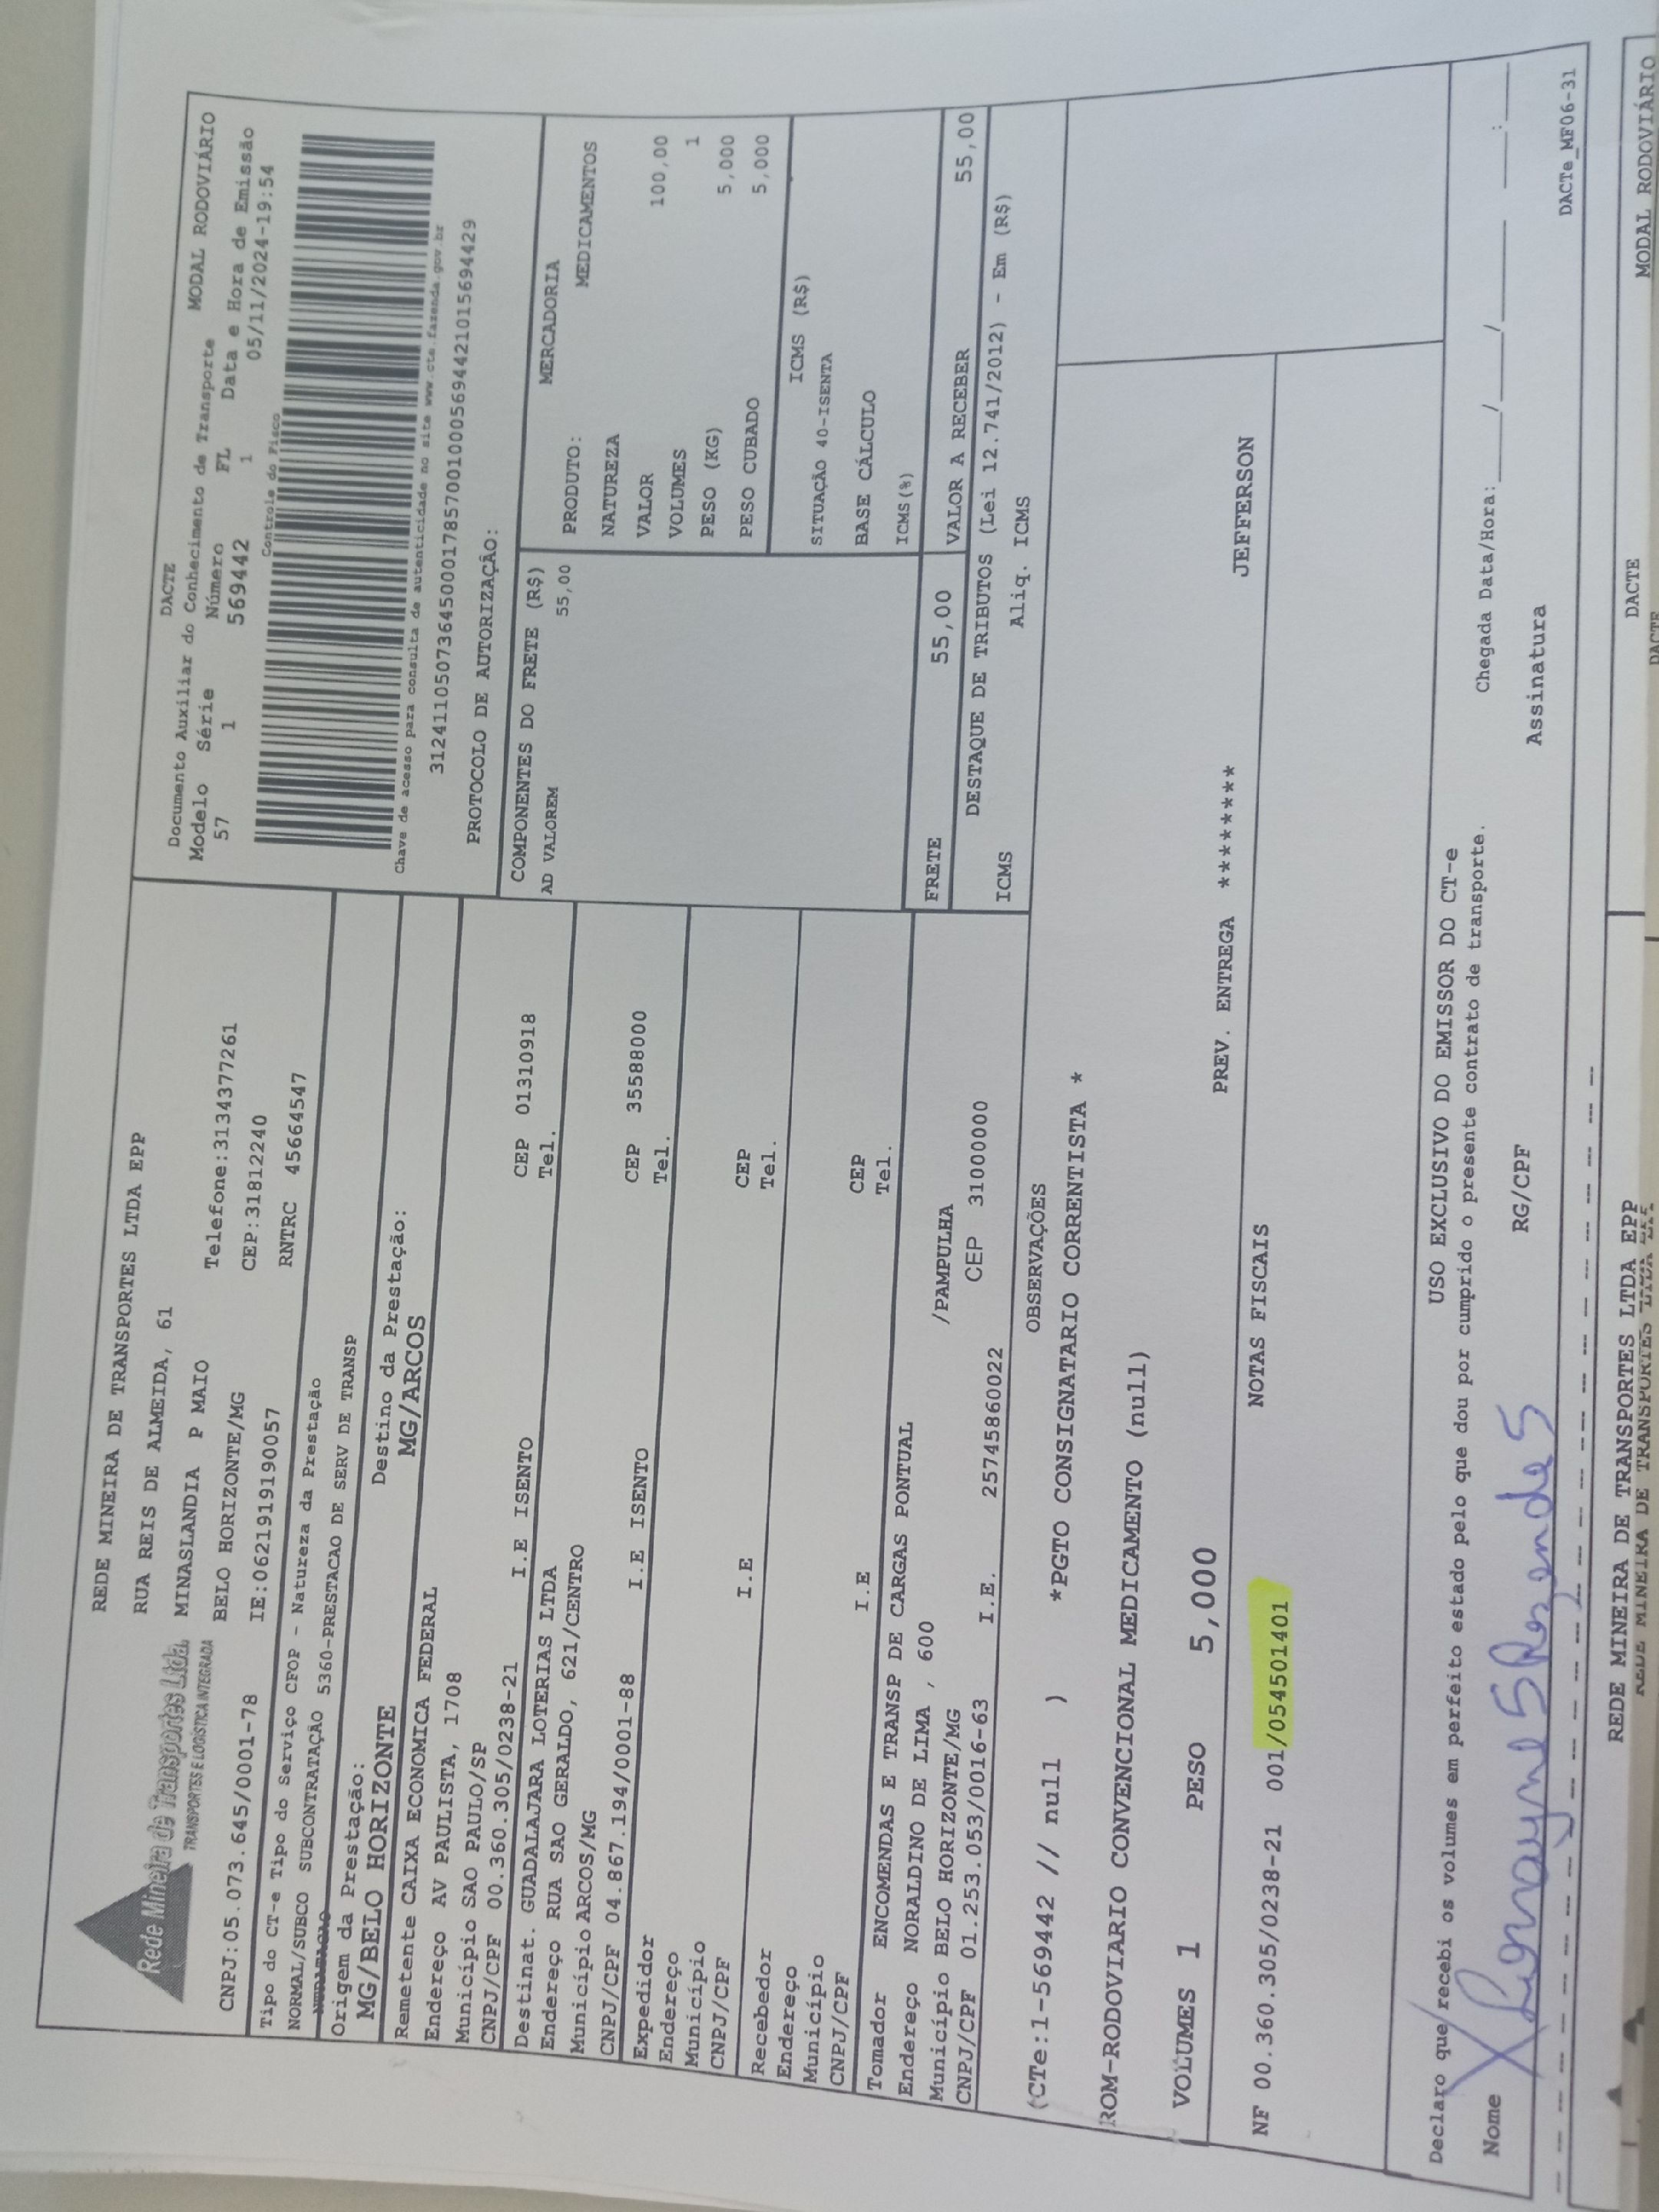 Rede Mineira de Transportes Ltda.
TRANSPORTES E LOGÍSTICA INTEGRADA
REDE MINEIRA DE TRANSPORTES LTDA EPP
RUA REIS DE ALMEIDA, 61
MINASLANDIA P MAIO
BELO HORIZONTE/MG Telefone:3134377261
CNPJ:05.073.645/0001-78 IE:0621919190057 CEP:31812240
RNTRC 45664547
DACTE
Documento Auxiliar do Conhecimento de Transporte MODAL RODOVIÁRIO
Modelo Série Número FL Data e Hora de Emissão
57 1 569442 1 05/11/2024-19:54
Controle do Fisco
Chave de acesso para consulta de autenticidade no site www.cte.fazenda.gov.br
31241105073645000178570010005694421015694429
PROTOCOLO DE AUTORIZAÇÃO:
Tipo do CT-e Tipo do Serviço CFOP - Natureza da Prestação
NORMAL/SUBCO SUBCONTRATAÇÃO 5360-PRESTACAO DE SERV DE TRANSP
Origem da Prestação: Destino da Prestação:
MG/BELO HORIZONTE MG/ARCOS
Remetente CAIXA ECONOMICA FEDERAL
Endereço AV PAULISTA, 1708
Município SAO PAULO/SP CEP 01310918
CNPJ/CPF 00.360.305/0238-21 I.E ISENTO Tel.
Destinat. GUADALAJARA LOTERIAS LTDA
Endereço RUA SAO GERALDO, 621/CENTRO
Município ARCOS/MG CEP 35588000
CNPJ/CPF 04.867.194/0001-88 I.E ISENTO Tel.
Expedidor
Endereço
Município CEP
CNPJ/CPF I.E Tel.
Recebedor
Endereço
Município CEP
CNPJ/CPF I.E Tel.
Tomador ENCOMENDAS E TRANSP DE CARGAS PONTUAL
Endereço NORALDINO DE LIMA , 600 /PAMPULHA
Município BELO HORIZONTE/MG CEP 31000000
CNPJ/CPF 01.253.053/0016-63 I.E. 2574586​0022
COMPONENTES DO FRETE (R$)
AD VALOREM 55,00
MERCADORIA
PRODUTO: MEDICAMENTOS
NATUREZA
VALOR 100,00
VOLUMES 1
PESO (KG) 5,000
PESO CUBADO 5,000
ICMS (R$)
SITUAÇÃO 40-ISENTA
BASE CÁLCULO
ICMS(%)
FRETE 55,00 VALOR A RECEBER 55,00
DESTAQUE DE TRIBUTOS (Lei 12.741/2012) - Em (R$)
ICMS Aliq. ICMS
OBSERVAÇÕES
(CTe:1-569442 // null ) *PGTO CONSIGNATARIO CORRENTISTA *
ROM-RODOVIARIO CONVENCIONAL MEDICAMENTO (null)
VOLUMES 1 PESO 5,000 PREV. ENTREGA ******** JEFFERSON
NOTAS FISCAIS
NF 00.360.305/0238-21 001/054501401
USO EXCLUSIVO DO EMISSOR DO CT-e
Declaro que recebi os volumes em perfeito estado pelo que dou por cumprido o presente contrato de transporte.
Chegada Data/Hora:____/____/____ ___:___
Nome RG/CPF Assinatura
DACTe_MF06-31
REDE MINEIRA DE TRANSPORTES LTDA EPP DACTE MODAL RODOVIÁRIO
REDE MINEIRA DE TRANSPORTES LTDA EPP DACTE